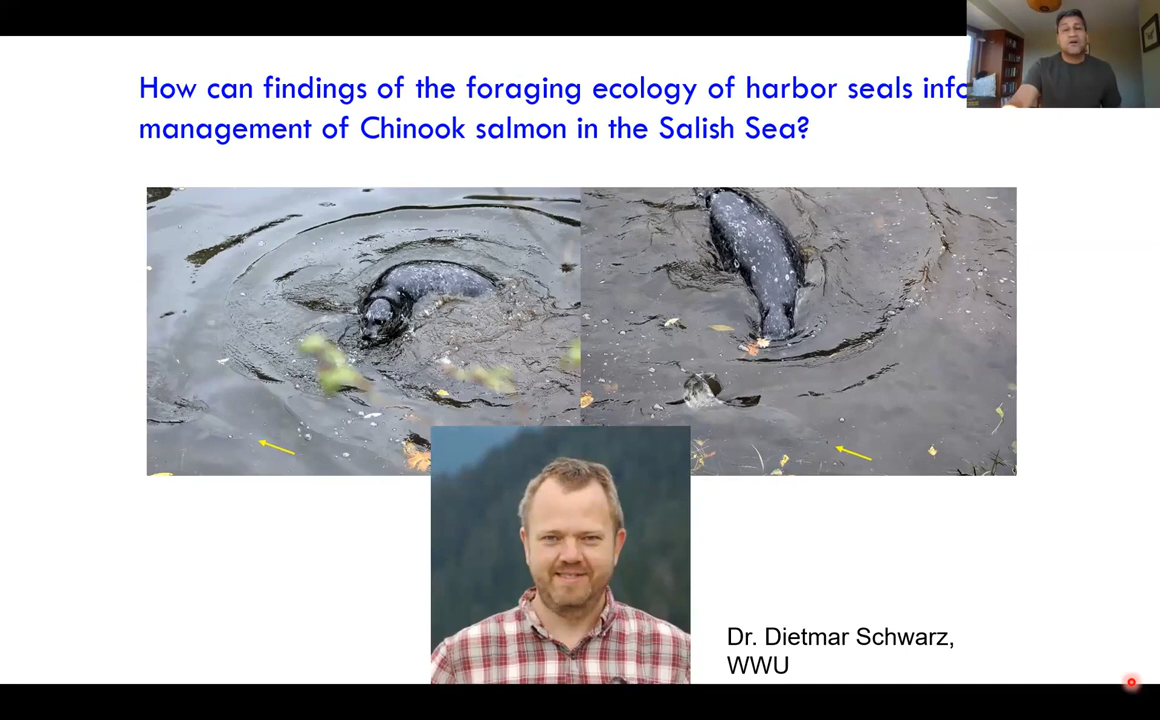 How can findings of the foraging ecology of harbor seals
management of Chinook salmon in the Salish Sea?
Dr. Dietmar Schwarz,
WWU